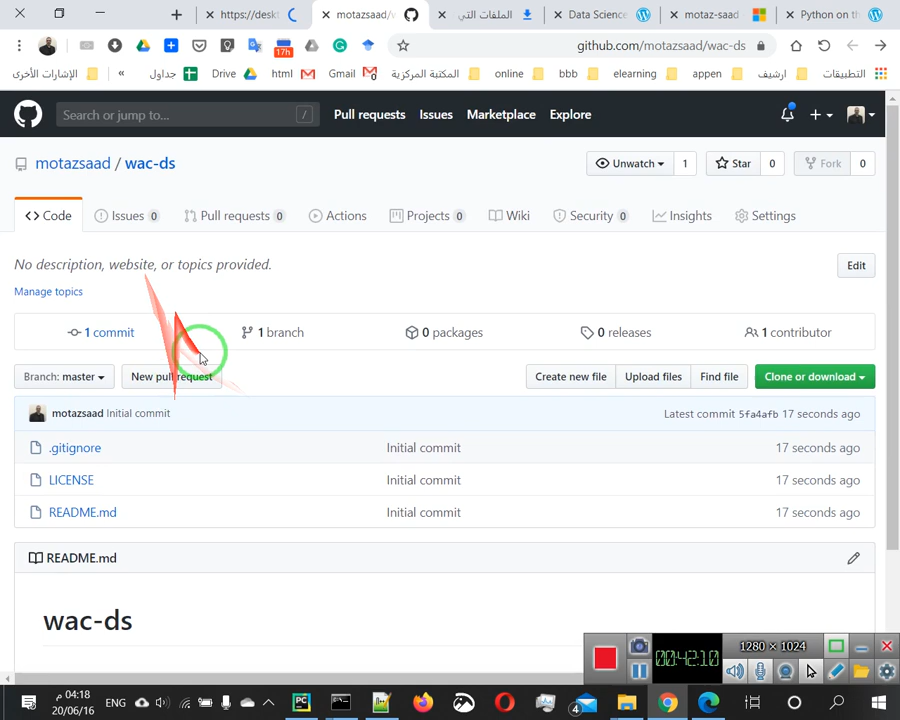 https://desk
motazsaad/
الملفات التي
Data Science
motaz-saad
Python on th
17h
github.com/motazsaad/wac-ds
الإشارات الأخرى
«
جداول
Drive
html
Gmail
المكتبة المركزية
online
bbb
elearning
appen
ارشيف
التطبيقات
Search or jump to...
/
Pull requests
Issues
Marketplace
Explore
motazsaad / wac-ds
Unwatch
1
Star
0
Fork
0
Code
Issues 0
Pull requests 0
Actions
Projects 0
Wiki
Security 0
Insights
Settings
No description, website, or topics provided.
Edit
Manage topics
1 commit
1 branch
0 packages
0 releases
1 contributor
Branch: master
New pull request
Create new file
Upload files
Find file
Clone or download
motazsaad Initial commit
Latest commit 5fa4afb 17 seconds ago
.gitignore
Initial commit
17 seconds ago
LICENSE
Initial commit
17 seconds ago
README.md
Initial commit
17 seconds ago
README.md
wac-ds
00:42:10
1280 × 1024
04:18 م
20/06/16
ENG
PC
4